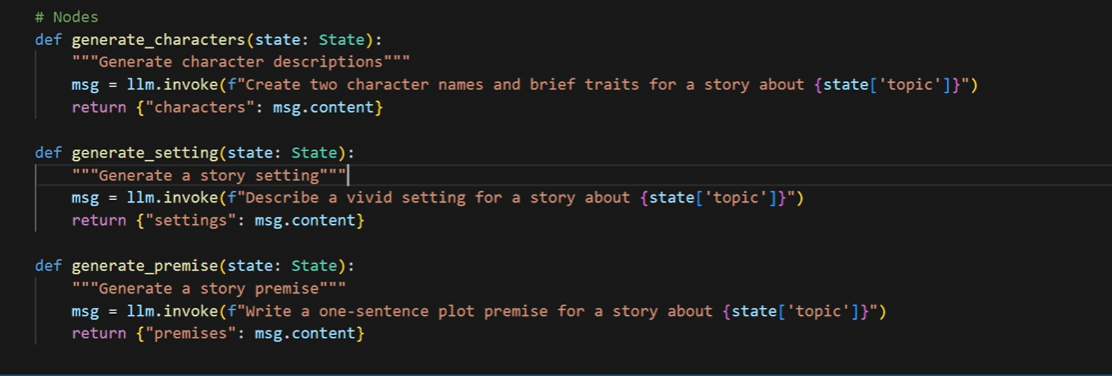 # Nodes
def generate_characters(state: State):
    """Generate character descriptions"""
    msg = llm.invoke(f"Create two character names and brief traits for a story about {state['topic']}")
    return {"characters": msg.content}
def generate_setting(state: State):
    """Generate a story setting"""
    msg = llm.invoke(f"Describe a vivid setting for a story about {state['topic']}")
    return {"settings": msg.content}
def generate_premise(state: State):
    """Generate a story premise"""
    msg = llm.invoke(f"Write a one-sentence plot premise for a story about {state['topic']}")
    return {"premises": msg.content}